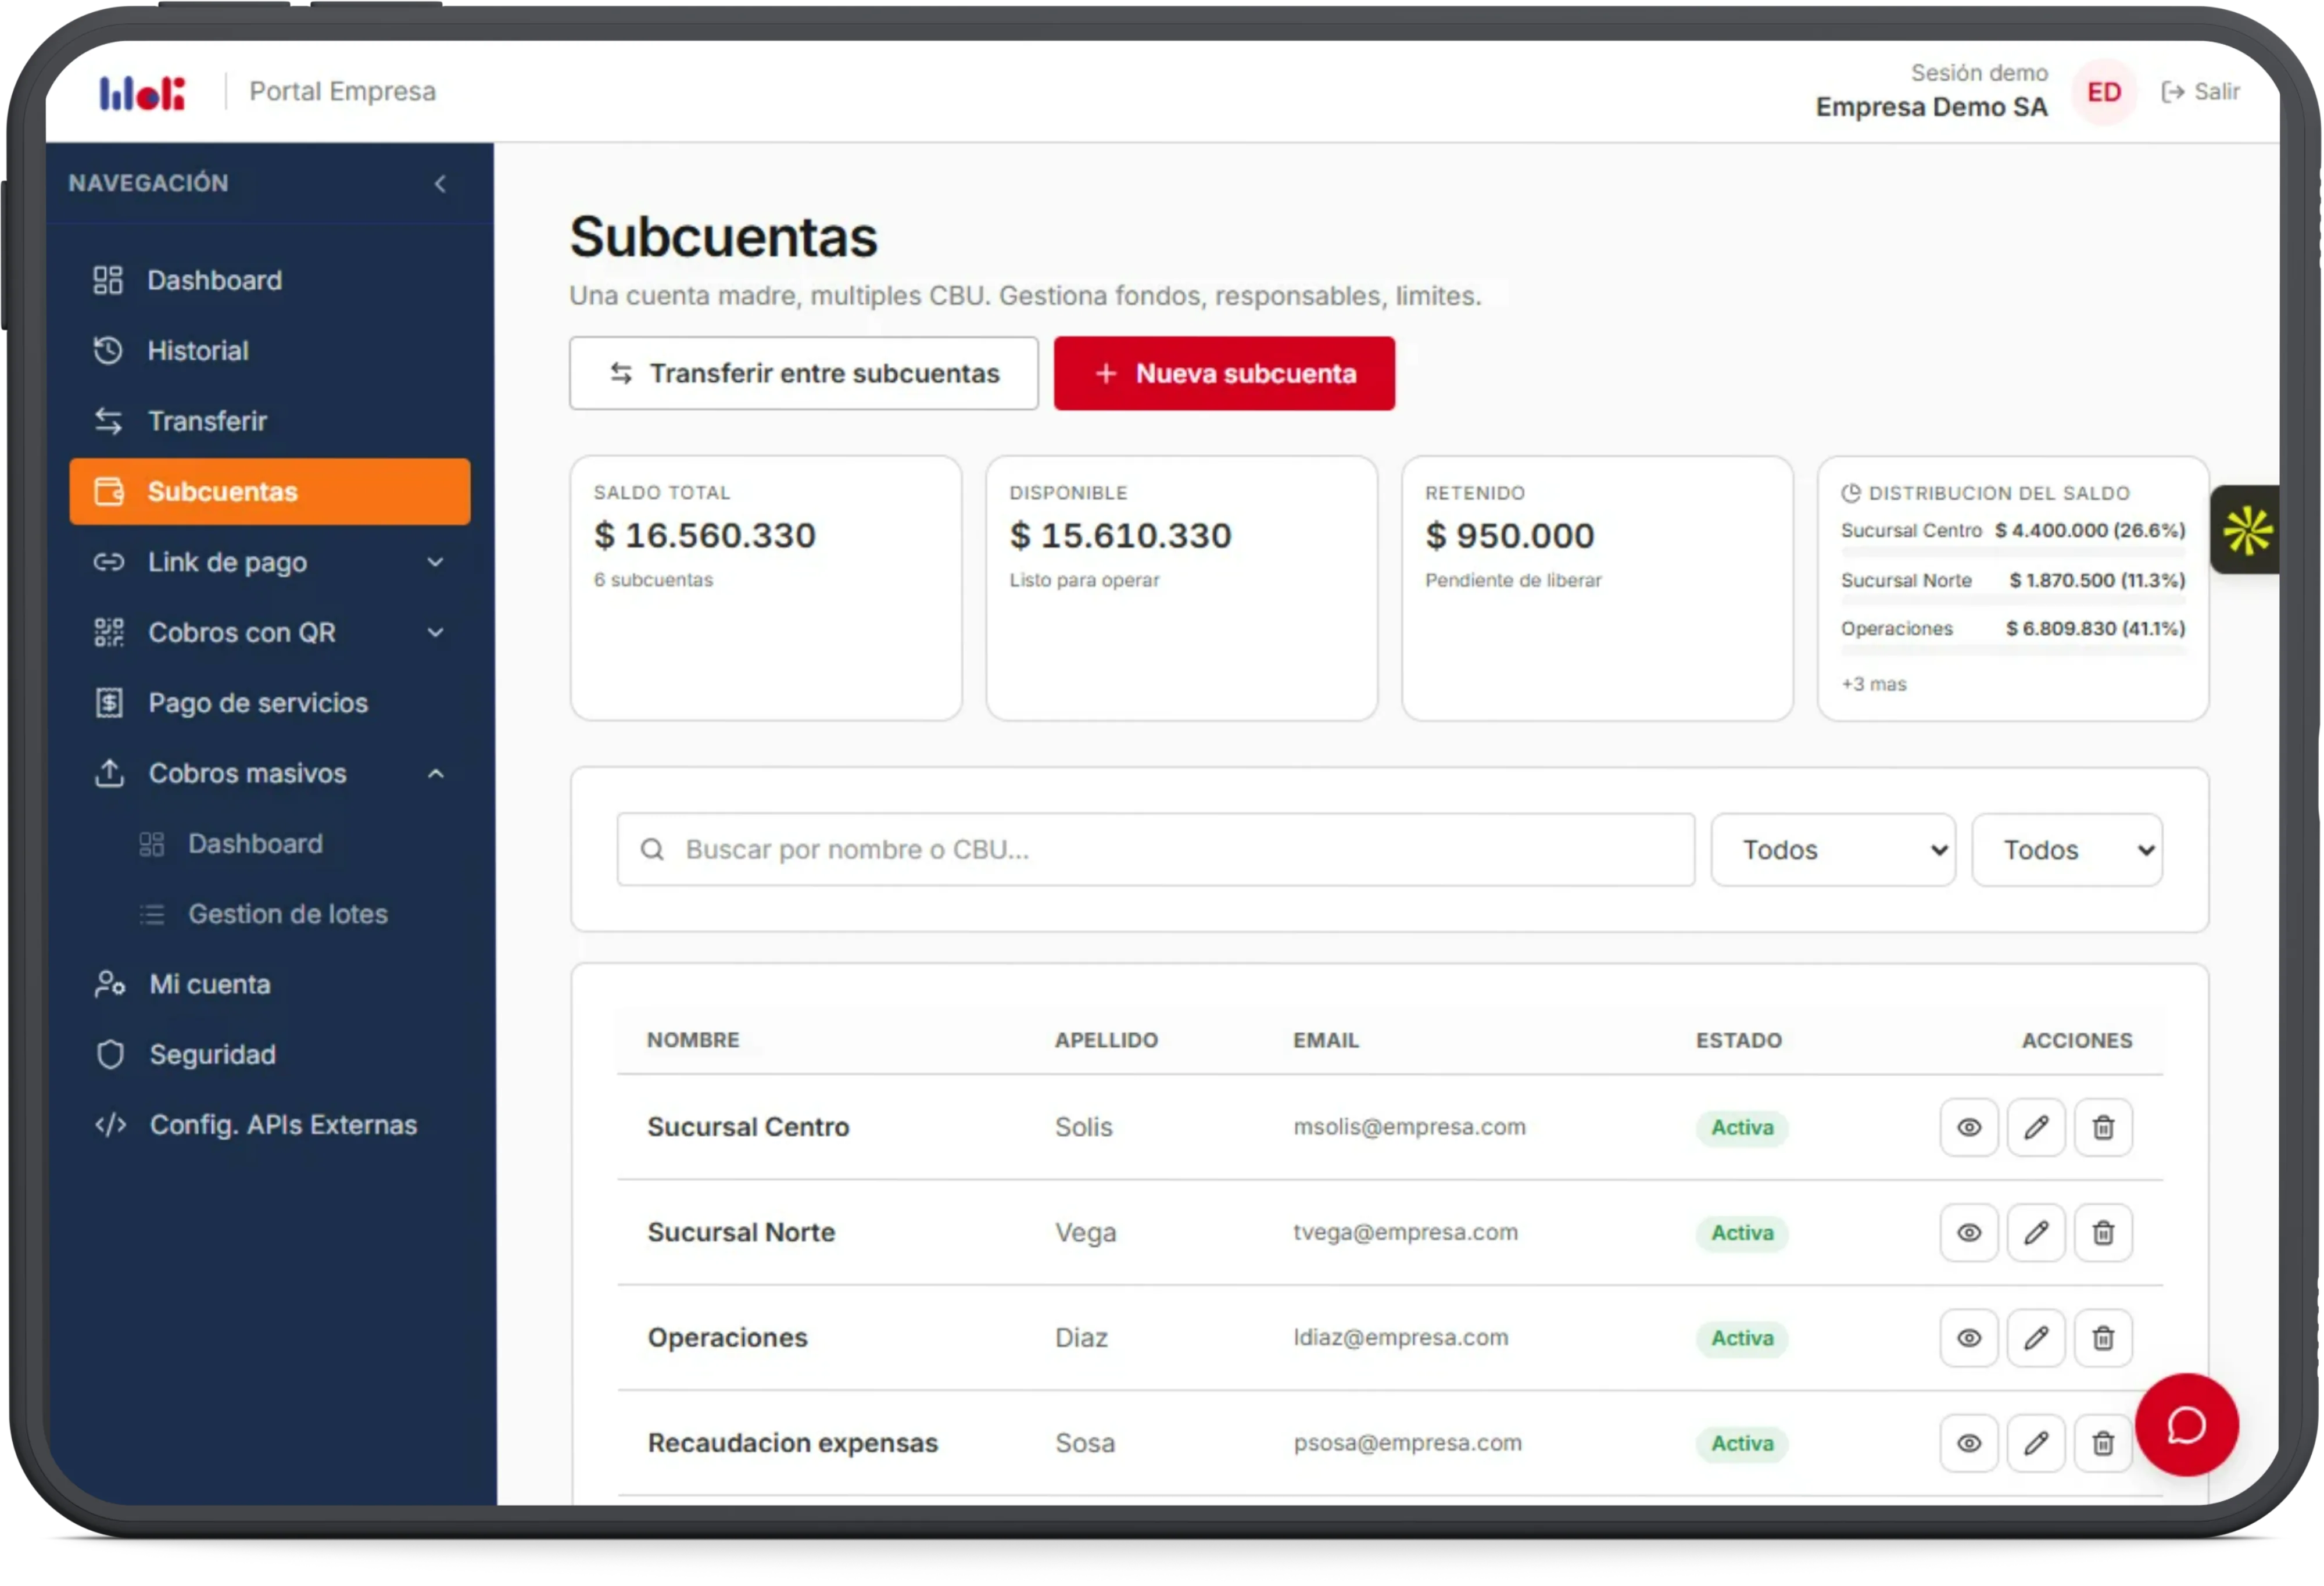 Portal Empresa
Sesión demo
Empresa Demo SA
ED
Salir
NAVEGACIÓN
Dashboard
Historial
Transferir
Subcuentas
Link de pago
Cobros con QR
Pago de servicios
Cobros masivos
Dashboard
Gestion de lotes
Mi cuenta
Seguridad
Config. APIs Externas
Subcuentas
Una cuenta madre, multiples CBU. Gestiona fondos, responsables, limites.
Transferir entre subcuentas
+ Nueva subcuenta
SALDO TOTAL
$ 16.560.330
6 subcuentas
DISPONIBLE
$ 15.610.330
Listo para operar
RETENIDO
$ 950.000
Pendiente de liberar
DISTRIBUCION DEL SALDO
Sucursal Centro $ 4.400.000 (26.6%)
Sucursal Norte $ 1.870.500 (11.3%)
Operaciones $ 6.809.830 (41.1%)
+3 mas
Buscar por nombre o CBU...
Todos
Todos
NOMBRE APELLIDO EMAIL ESTADO ACCIONES
Sucursal Centro Solis msolis@empresa.com Activa
Sucursal Norte Vega tvega@empresa.com Activa
Operaciones Diaz ldiaz@empresa.com Activa
Recaudacion expensas Sosa psosa@empresa.com Activa